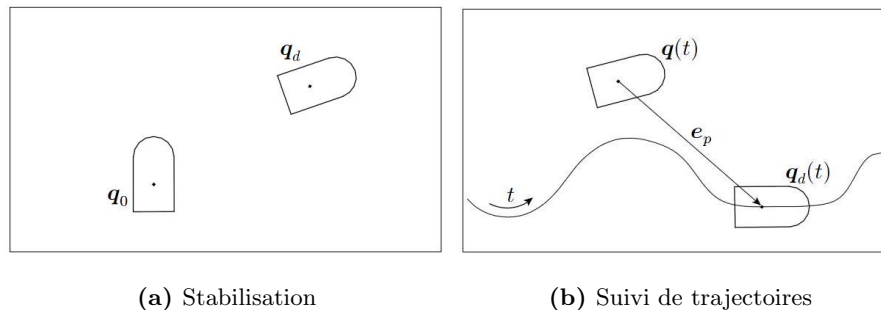 q_d
q_0
q(t)
e_p
q_d(t)
t
(a) Stabilisation
(b) Suivi de trajectoires